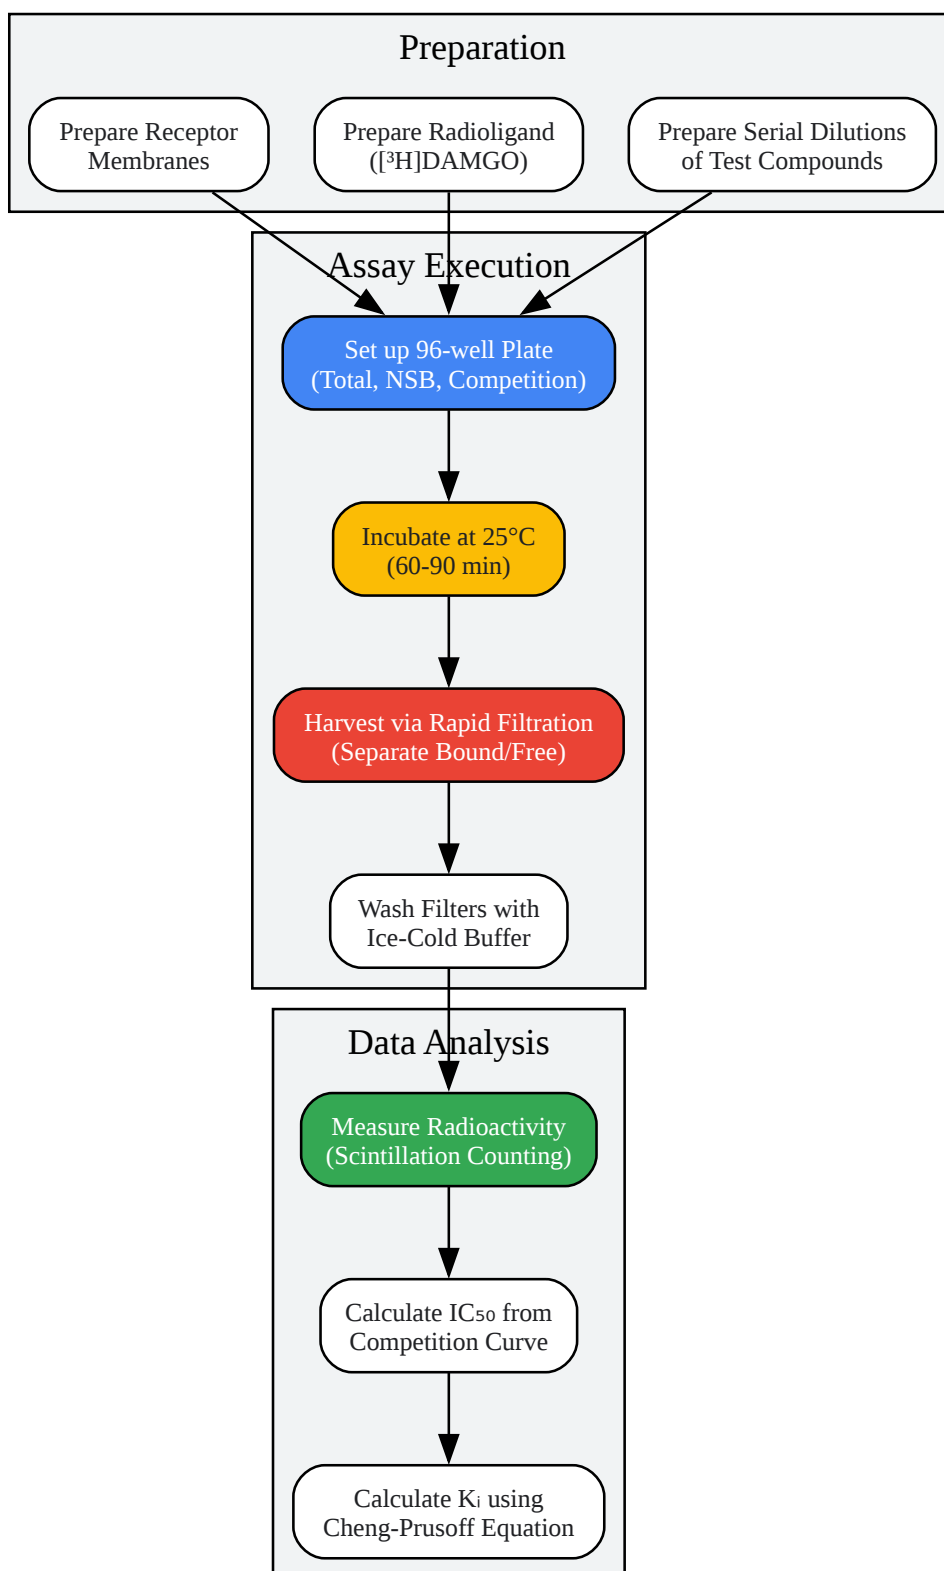 Preparation
Prepare Receptor
Membranes
Prepare Radioligand
([³H]DAMGO)
Prepare Serial Dilutions
of Test Compounds
Assay Execution
Set up 96-well Plate
(Total, NSB, Competition)
Incubate at 25°C
(60-90 min)
Harvest via Rapid Filtration
(Separate Bound/Free)
Wash Filters with
Ice-Cold Buffer
Data Analysis
Measure Radioactivity
(Scintillation Counting)
Calculate IC₅₀ from
Competition Curve
Calculate Kᵢ using
Cheng-Prusoff Equation